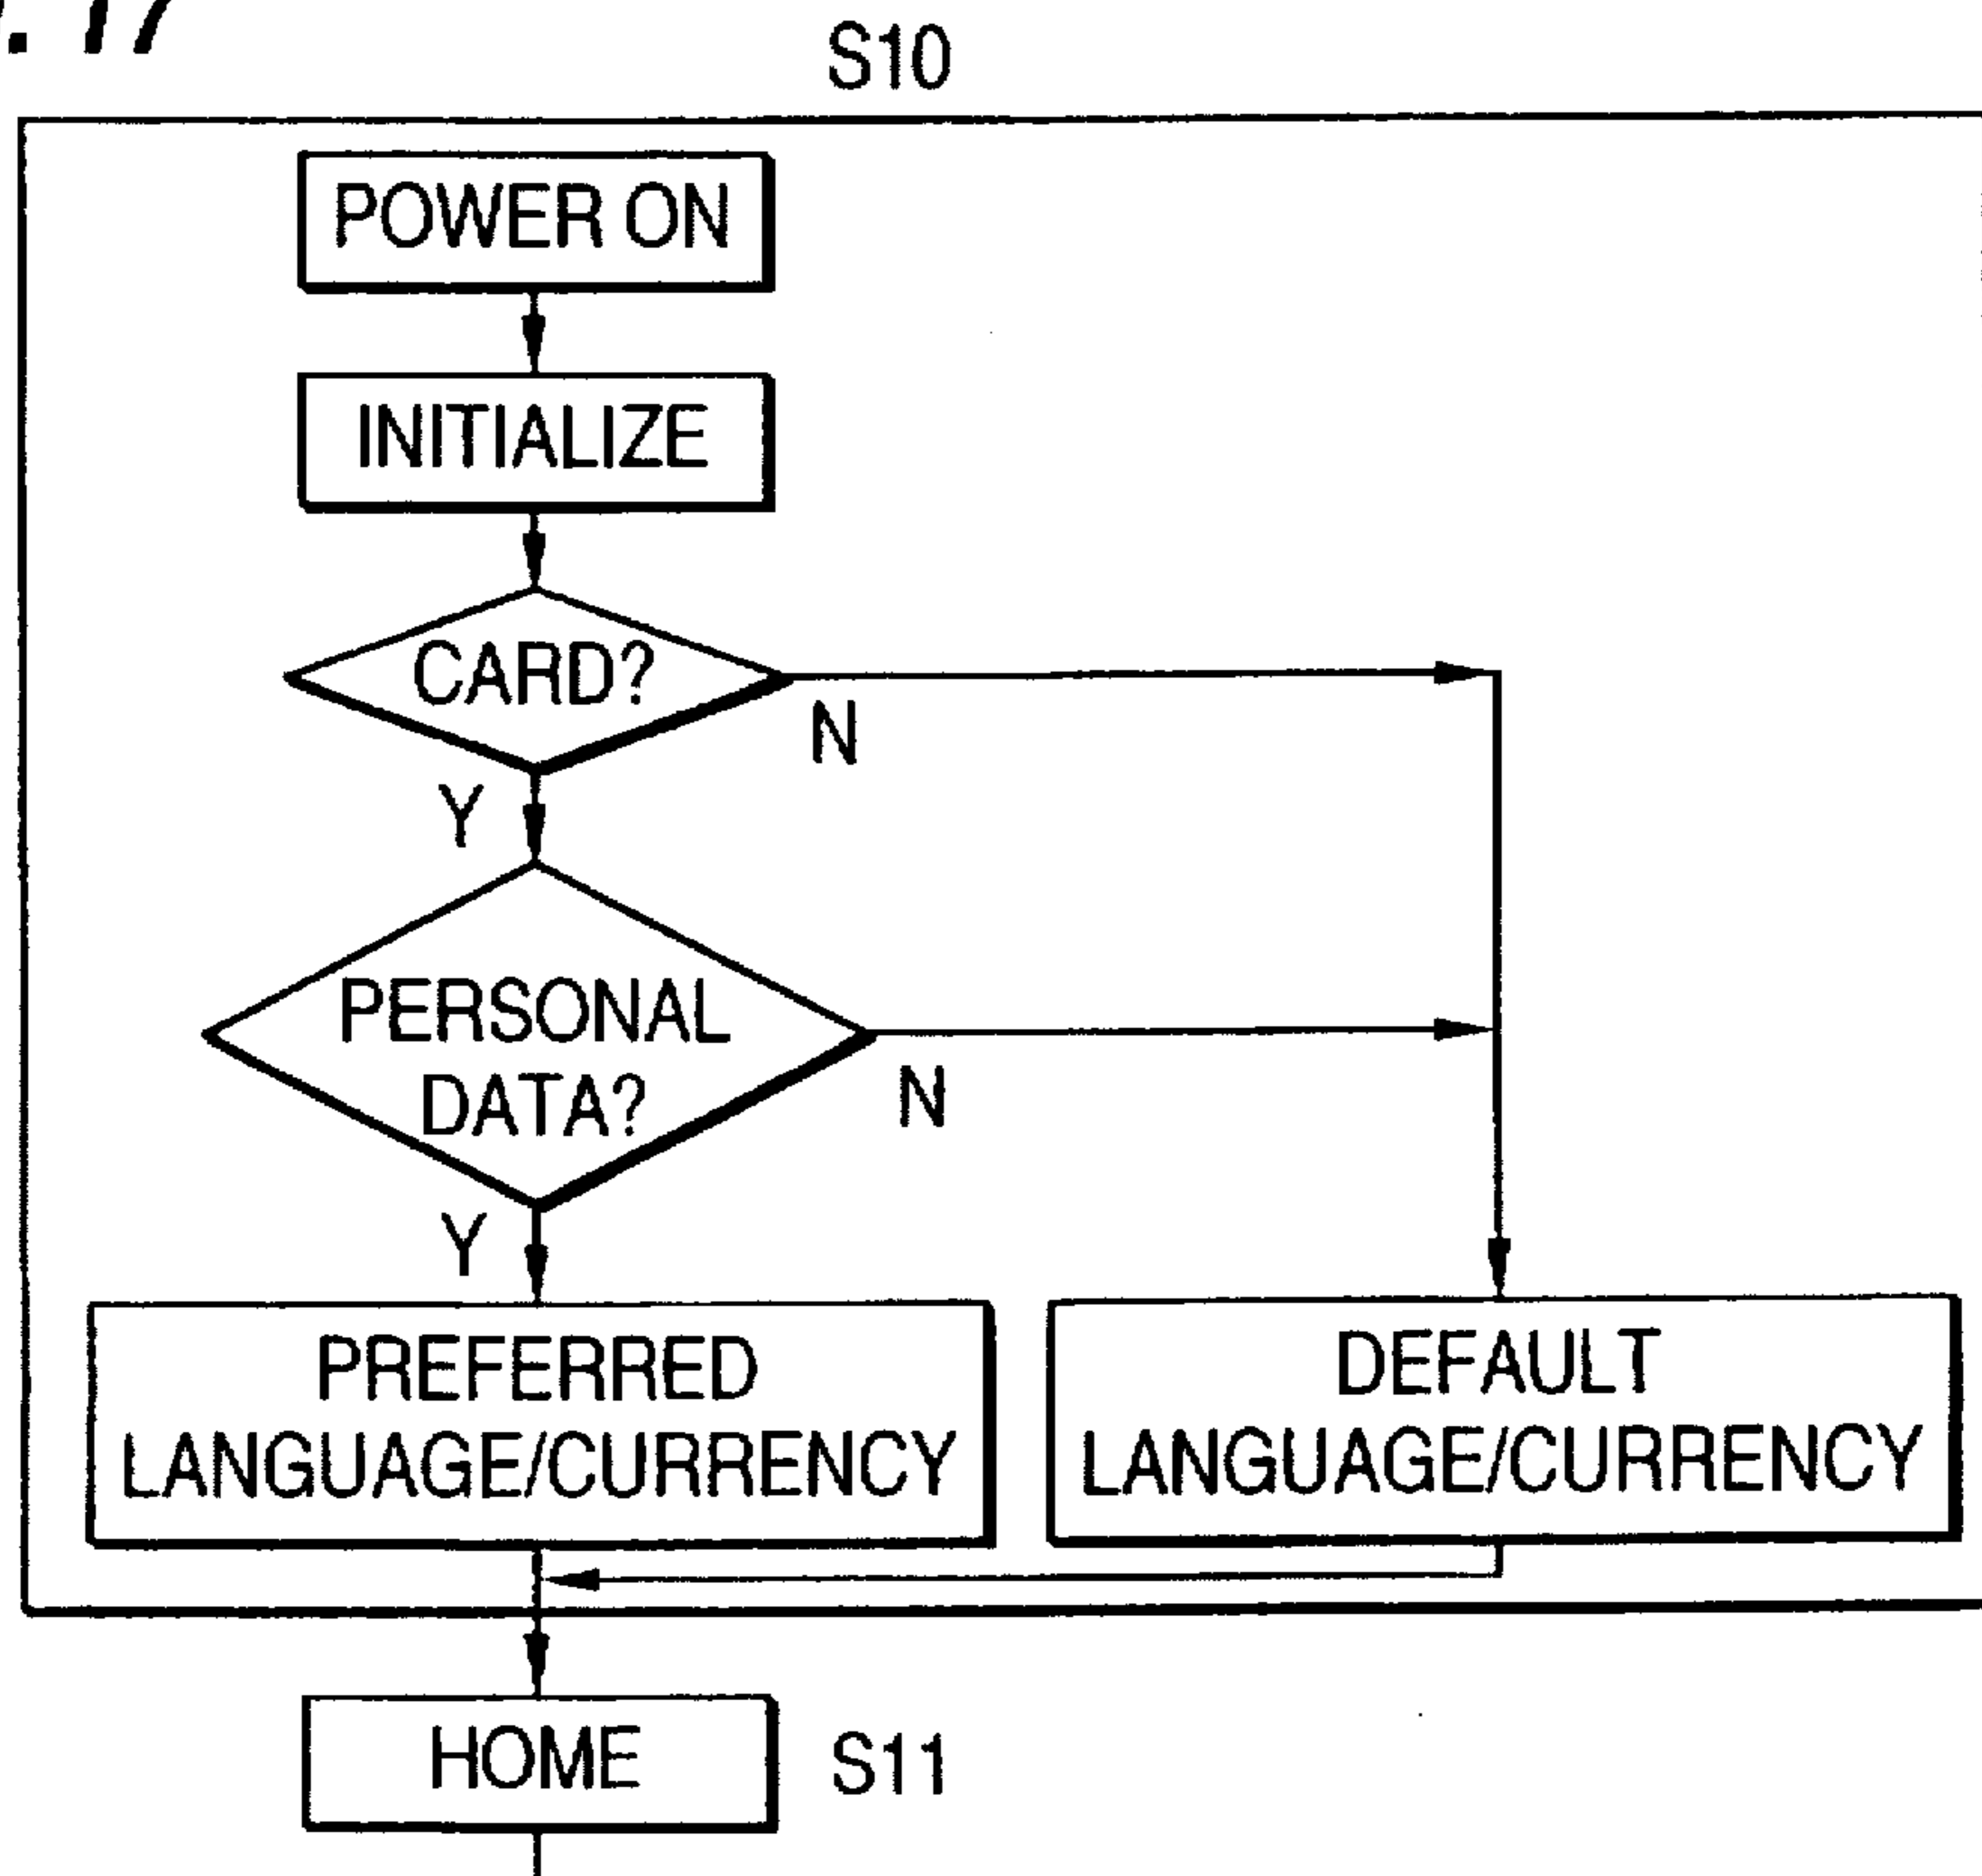 . 17
S10
POWER ON
INITIALIZE
CARD?
N
Y
PERSONAL
DATA?
N
Y
PREFERRED
LANGUAGE/CURRENCY
DEFAULT
LANGUAGE/CURRENCY
HOME
S11